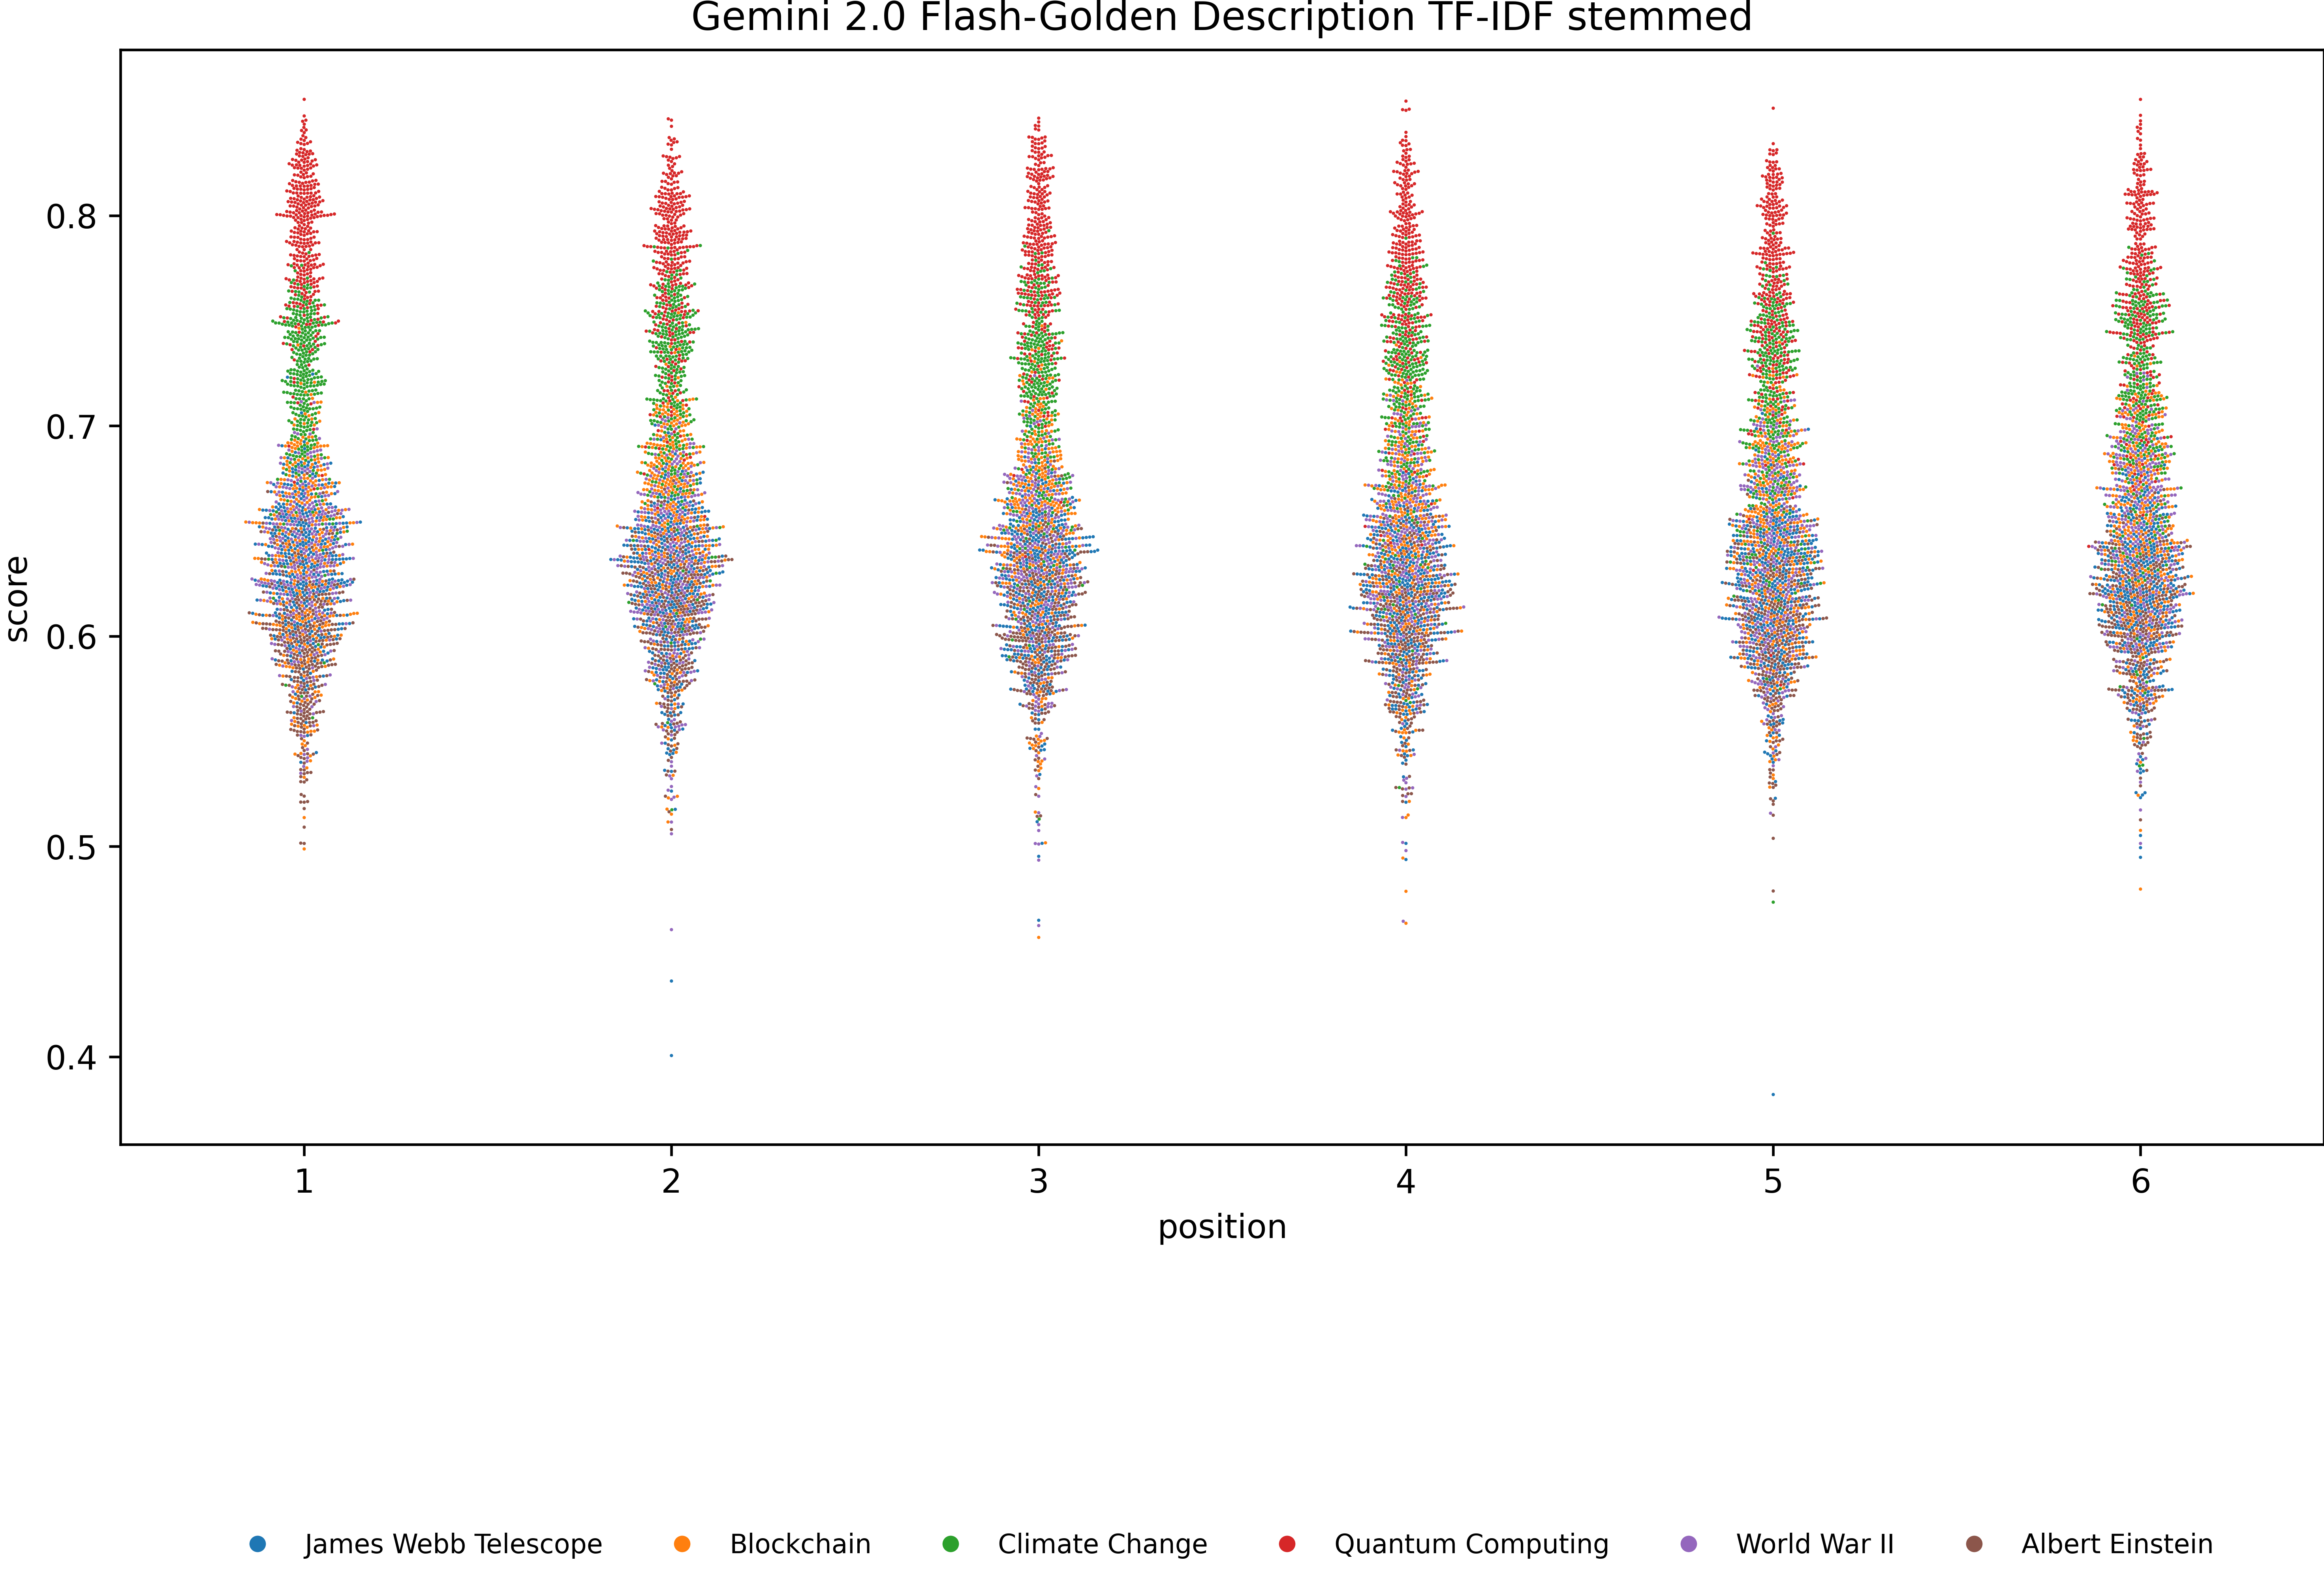 Gemini 2.0 Flash-Golden Description TF-IDF stemmed
0.8
0.7
0.6
0.5
0.4
score
1 2 3 4 5 6
position
James Webb Telescope Blockchain Climate Change Quantum Computing World War II Albert Einstein